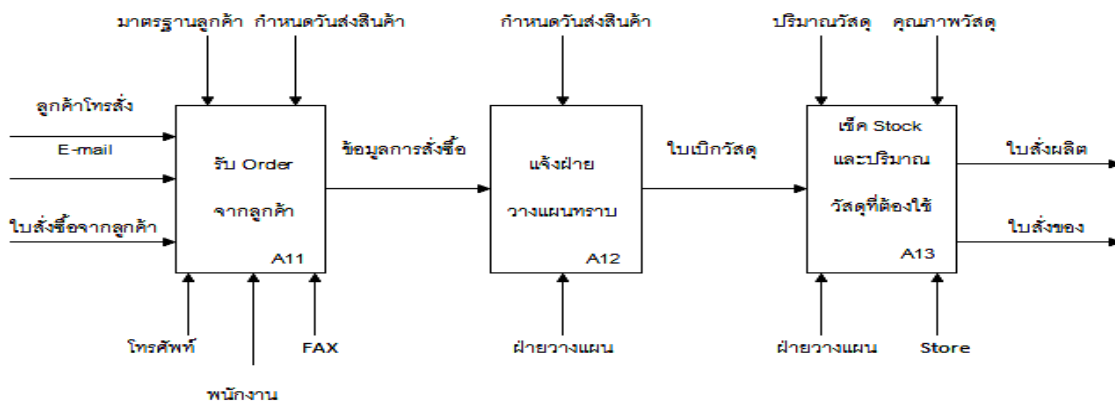 มาตรฐานลูกค้า กำหนดวันส่งสินค้า กำหนดวันส่งสินค้า ปริมาณวัสดุ คุณภาพวัสดุ
ลูกค้าโทรสั่ง
E-mail
ใบสั่งซื้อจากลูกค้า
รับ Order
จากลูกค้า
A11
ข้อมูลการสั่งซื้อ
แจ้งฝ่าย
วางแผนทราบ
A12
ใบเบิกวัสดุ
เช็ค Stock
และปริมาณ
วัสดุที่ต้องใช้
A13
ใบสั่งผลิต
ใบสั่งของ
โทรศัพท์ FAX ฝ่ายวางแผน ฝ่ายวางแผน Store
พนักงาน